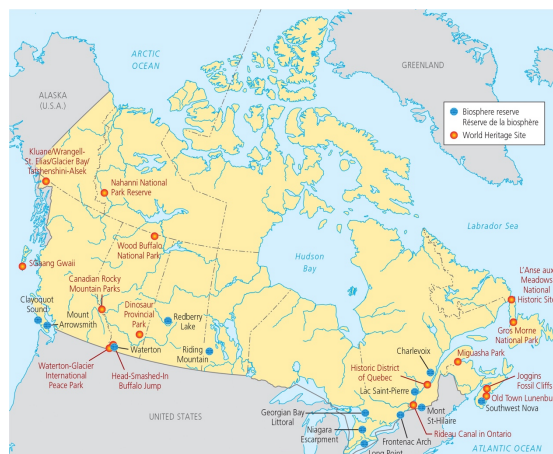 ARCTIC
OCEAN
GREENLAND
ALASKA
(U.S.A.)
Biosphere reserve
Réserve de la biosphère
World Heritage Site
Kluane/Wrangell-
St. Elias/Glacier Bay/
Tatshenshini-Alsek
Nahanni National
Park Reserve
Labrador Sea
Wood Buffalo
National Park
Hudson
Bay
SGaang Gwaii
L'Anse aux
Meadows
National
Historic Site
Canadian Rocky
Mountain Parks
Clayoquot
Sound
Mount
Arrowsmith
Dinosaur
Provincial
Park
Redberry
Lake
Gros Morne
National Park
Waterton
Riding
Mountain
Charlevoix
Miguasha Park
Waterton-Glacier
International
Peace Park
Head-Smashed-In
Buffalo Jump
Historic District
of Quebec
Joggins
Fossil Cliffs
Lac Saint-Pierre
Old Town Lunenbu
Southwest Nova
UNITED STATES
Georgian Bay
Littoral
Mont
St-Hilaire
Niagara
Escarpment
Rideau Canal in Ontario
Frontenac Arch
Long Point
ATLANTIC OCEAN